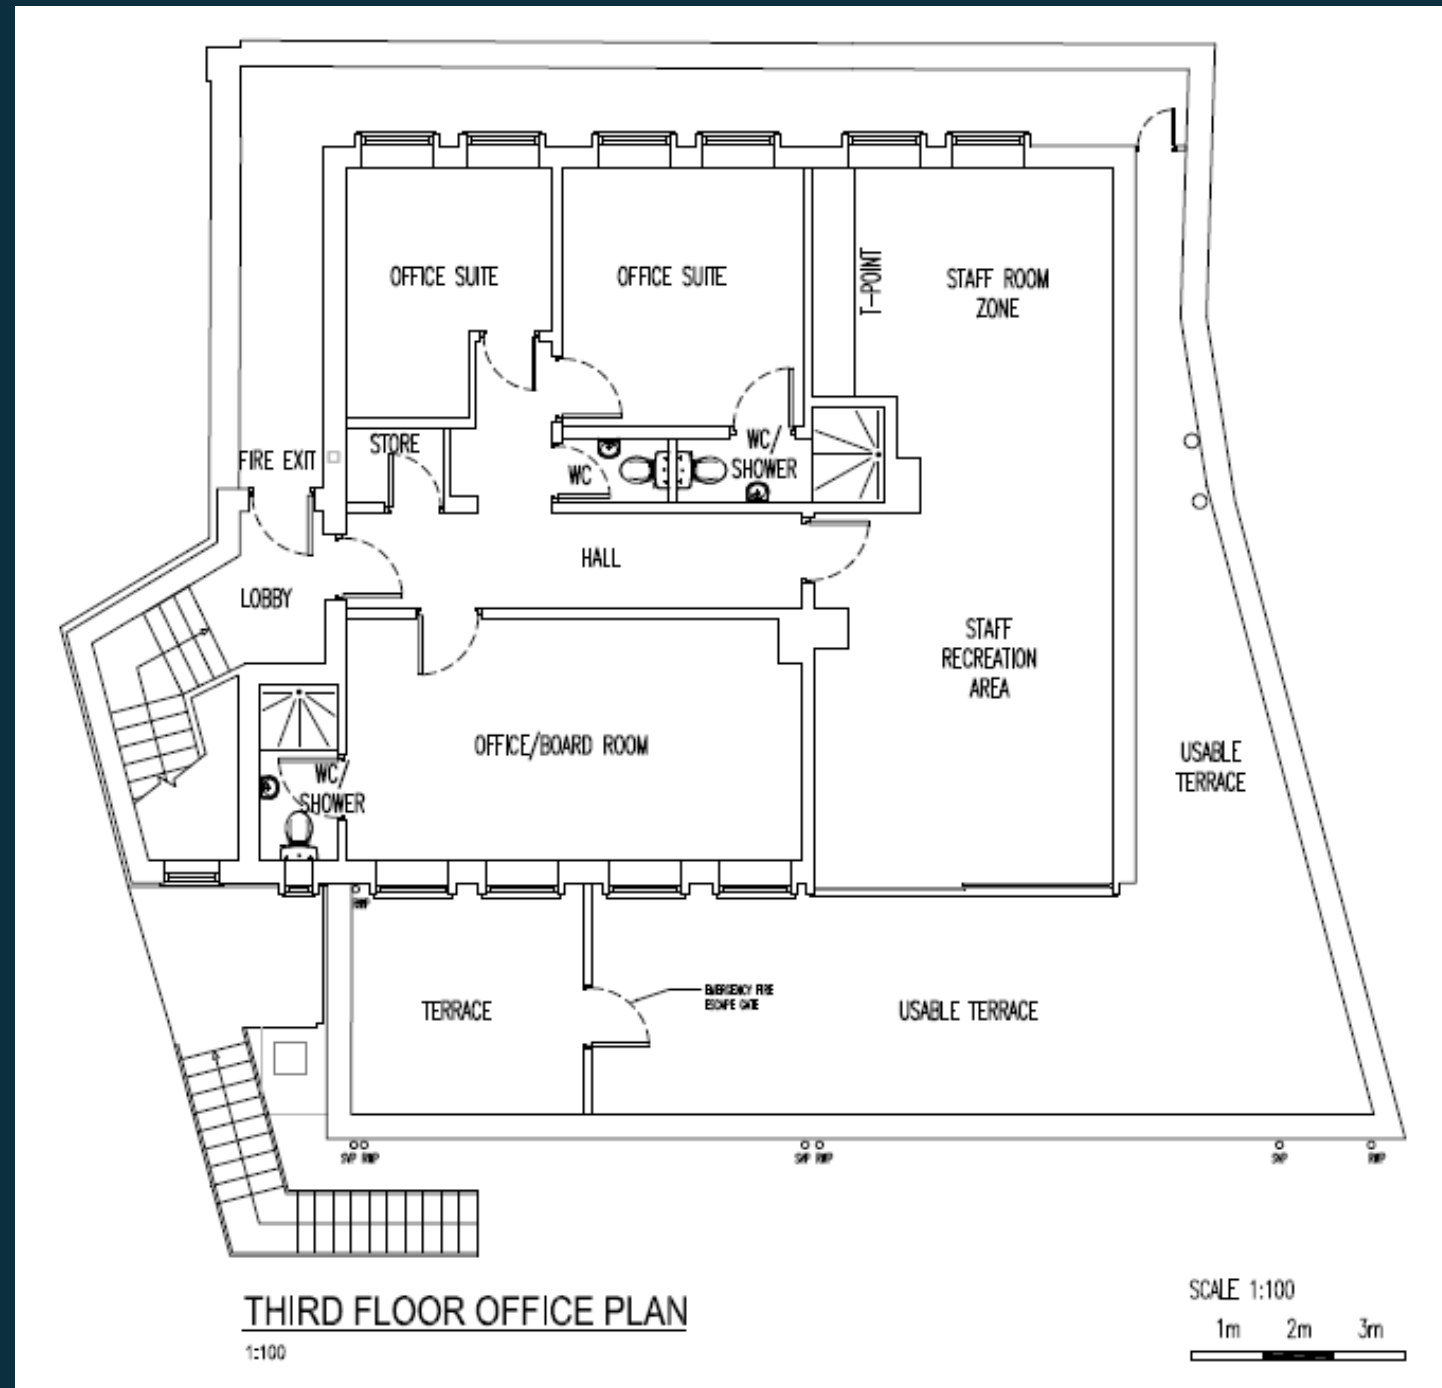 OFFICE SUITE
OFFICE SUITE
T-POINT
STAFF ROOM
ZONE
STORE
FIRE EXIT
WC
WC/
SHOWER
HALL
LOBBY
STAFF
RECREATION
AREA
OFFICE/BOARD ROOM
WC/
SHOWER
USABLE
TERRACE
EMERGENCY FIRE
ESCAPE GATE
TERRACE
USABLE TERRACE
SVP RWP
RWP
SVP
RWP
THIRD FLOOR OFFICE PLAN
1:100
SCALE 1:100
1m 2m 3m